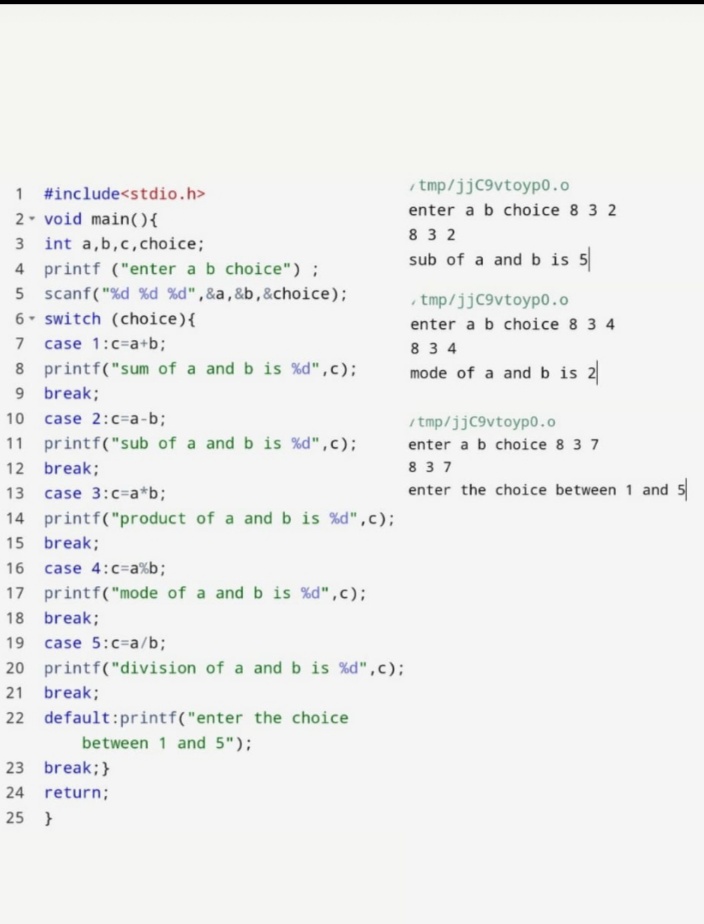 1 #include<stdio.h>
2 void main(){
3 int a,b,c,choice;
4 printf ("enter a b choice") ;
5 scanf("%d %d %d",&a,&b,&choice);
6 switch (choice){
7 case 1:c=a+b;
8 printf("sum of a and b is %d",c);
9 break;
10 case 2:c=a-b;
11 printf("sub of a and b is %d",c);
12 break;
13 case 3:c=a*b;
14 printf("product of a and b is %d",c);
15 break;
16 case 4:c=a%b;
17 printf("mode of a and b is %d",c);
18 break;
19 case 5:c=a/b;
20 printf("division of a and b is %d",c);
21 break;
22 default:printf("enter the choice
between 1 and 5");
23 break;}
24 return;
25 }
/tmp/jjC9vtoyp0.o
enter a b choice 8 3 2
8 3 2
sub of a and b is 5
/tmp/jjC9vtoyp0.o
enter a b choice 8 3 4
8 3 4
mode of a and b is 2
/tmp/jjC9vtoyp0.o
enter a b choice 8 3 7
8 3 7
enter the choice between 1 and 5